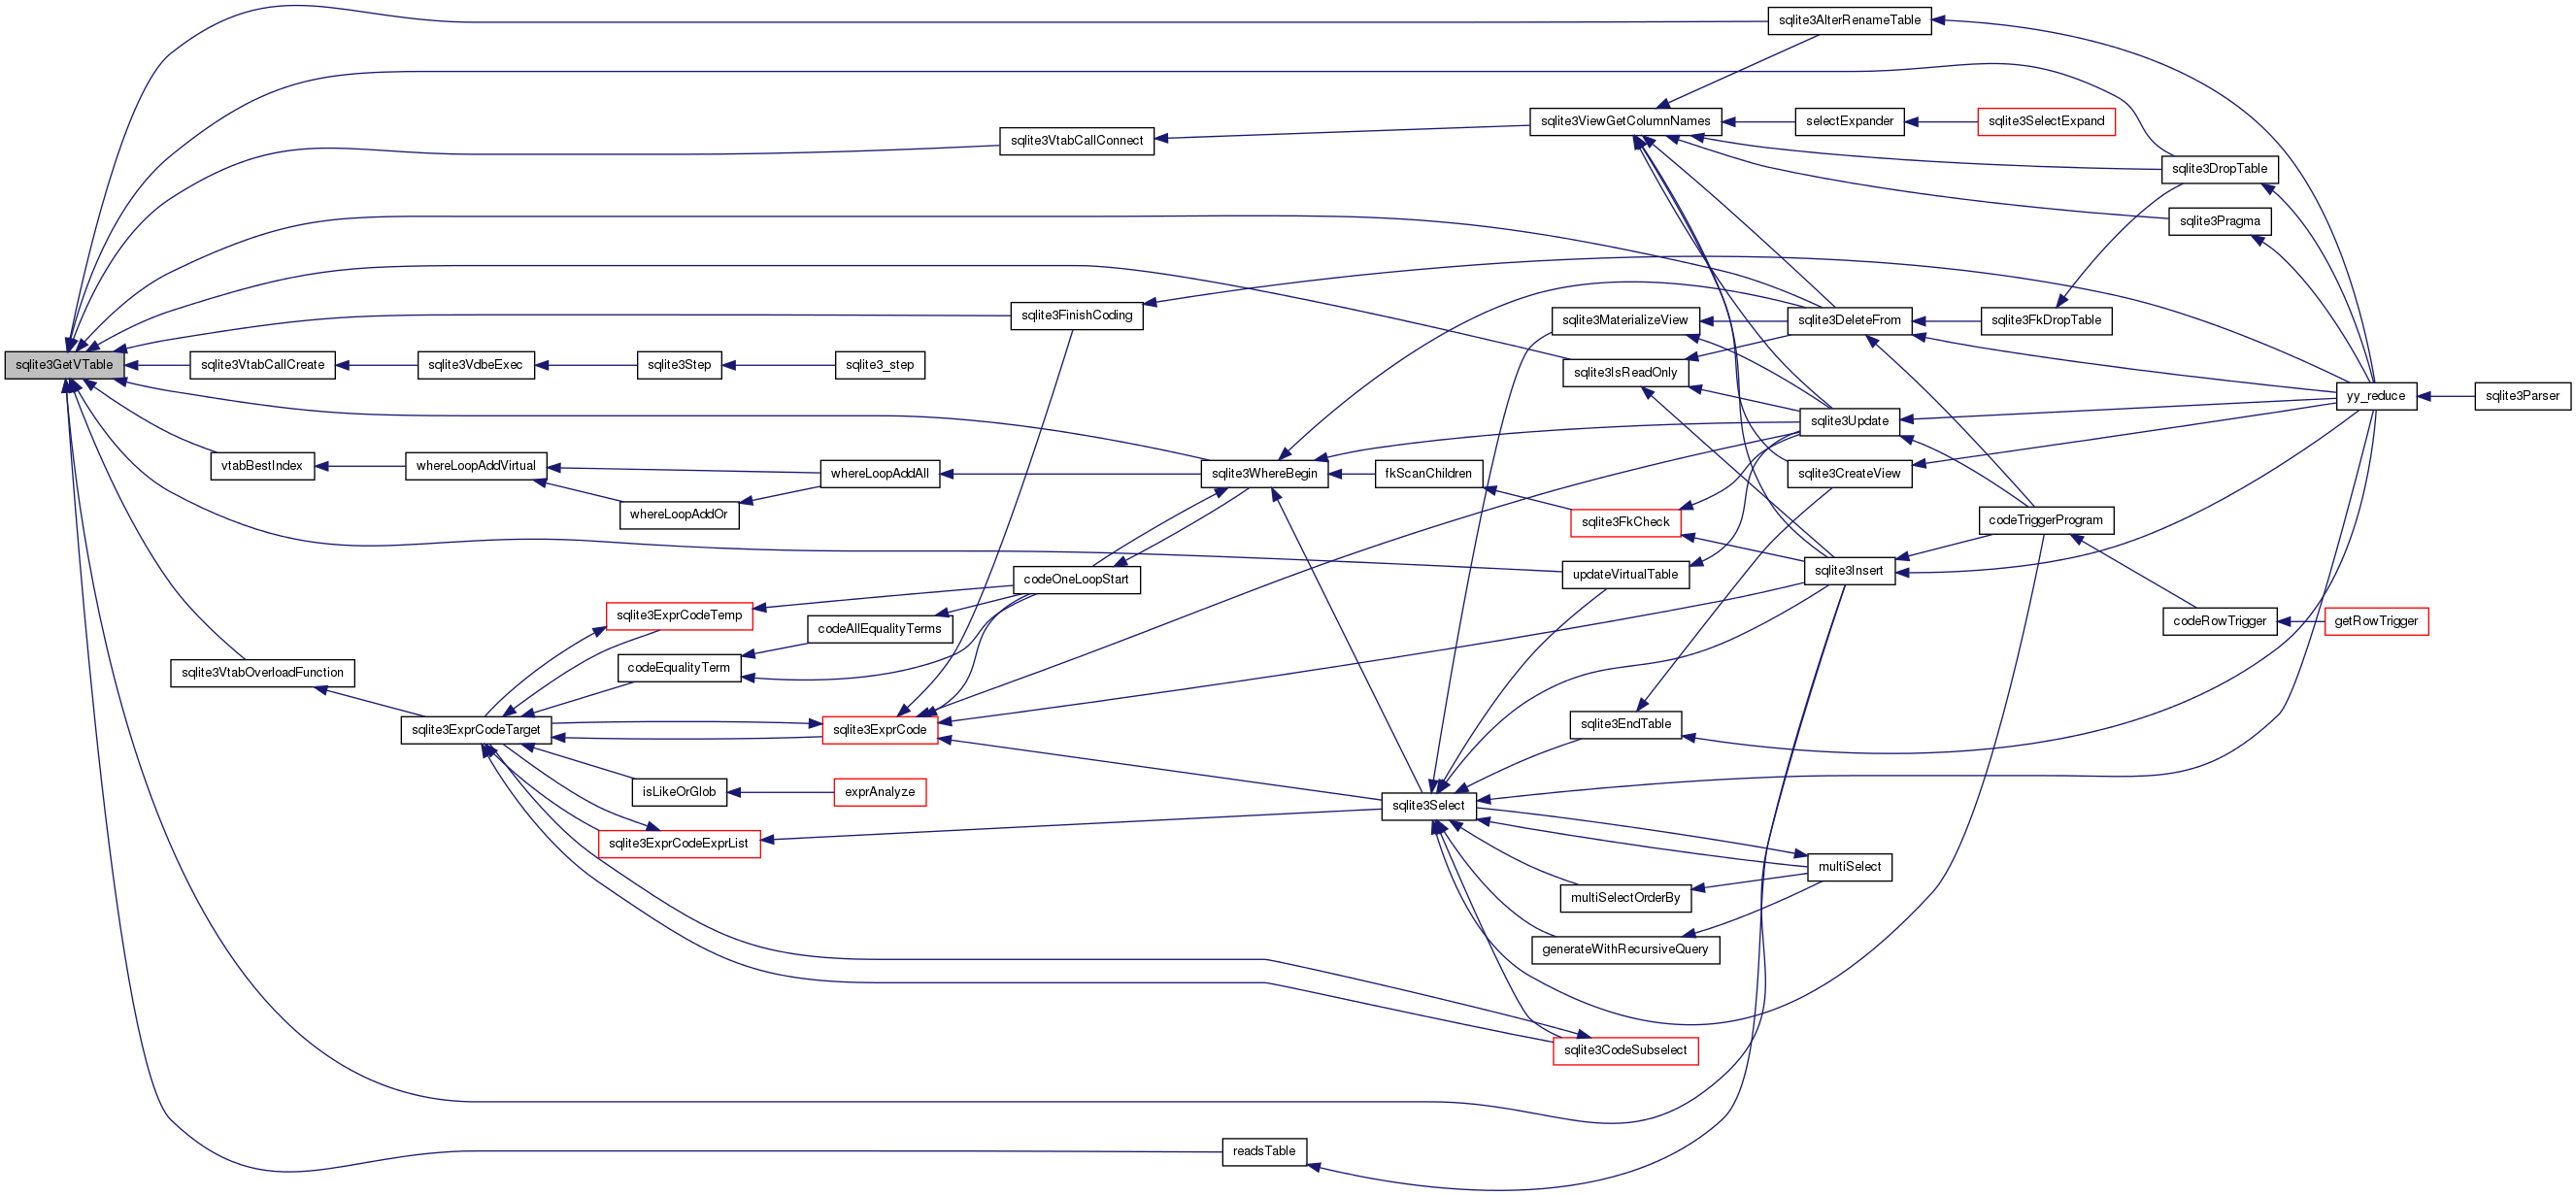 sqlite3AlterRenameTable
sqlite3ViewGetColumnNames
selectExpander
sqlite3SelectExpand
sqlite3VtabCallConnect
sqlite3DropTable
sqlite3Pragma
sqlite3FinishCoding
sqlite3MaterializeView
sqlite3DeleteFrom
sqlite3FkDropTable
sqlite3GetVTable
sqlite3VtabCallCreate
sqlite3VdbeExec
sqlite3Step
sqlite3_step
sqlite3IsReadOnly
yy_reduce
sqlite3Parser
sqlite3Update
vtabBestIndex
whereLoopAddVirtual
whereLoopAddAll
sqlite3WhereBegin
fkScanChildren
sqlite3CreateView
whereLoopAddOr
sqlite3FkCheck
codeTriggerProgram
codeOneLoopStart
updateVirtualTable
sqlite3Insert
sqlite3ExprCodeTemp
codeAllEqualityTerms
codeRowTrigger
getRowTrigger
sqlite3VtabOverloadFunction
codeEqualityTerm
sqlite3ExprCodeTarget
sqlite3ExprCode
sqlite3EndTable
isLikeOrGlob
exprAnalyze
sqlite3Select
sqlite3ExprCodeExprList
multiSelect
multiSelectOrderBy
generateWithRecursiveQuery
sqlite3CodeSubselect
readsTable